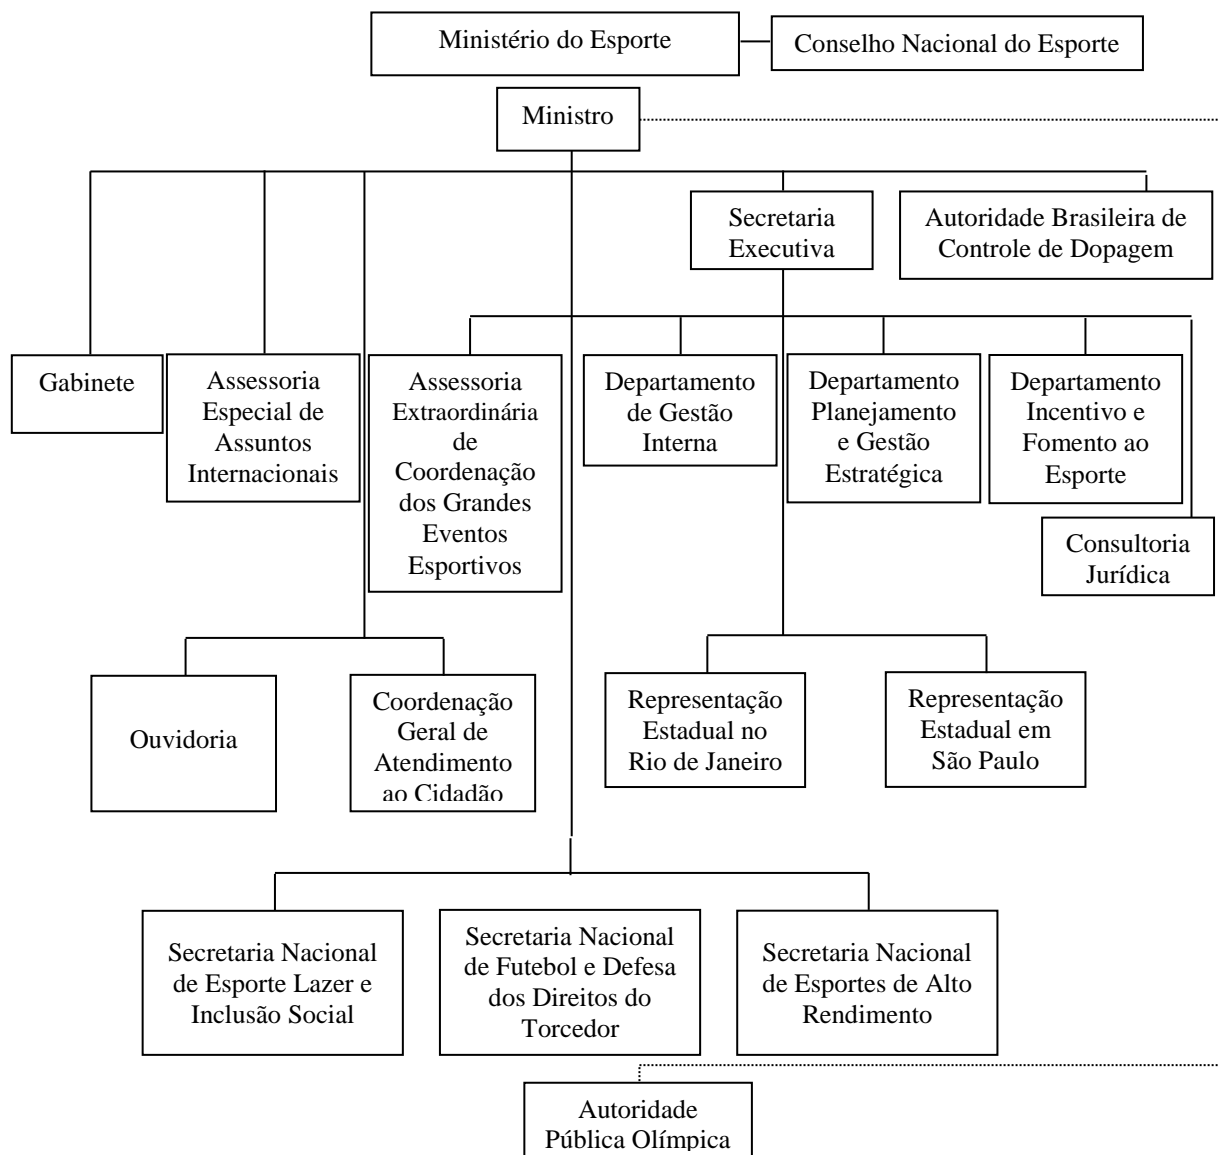 Ministério do Esporte
Conselho Nacional do Esporte
Ministro
Secretaria
Executiva
Autoridade Brasileira de
Controle de Dopagem
Gabinete
Assessoria
Especial de
Assuntos
Internacionais
Assessoria
Extraordinária
de
Coordenação
dos Grandes
Eventos
Esportivos
Departamento
de Gestão
Interna
Departamento
Planejamento
e Gestão
Estratégica
Departamento
Incentivo e
Fomento ao
Esporte
Consultoria
Jurídica
Ouvidoria
Coordenação
Geral de
Atendimento
ao Cidadão
Representação
Estadual no
Rio de Janeiro
Representação
Estadual em
São Paulo
Secretaria Nacional
de Esporte Lazer e
Inclusão Social
Secretaria Nacional
de Futebol e Defesa
dos Direitos do
Torcedor
Secretaria Nacional
de Esportes de Alto
Rendimento
Autoridade
Pública Olímpica